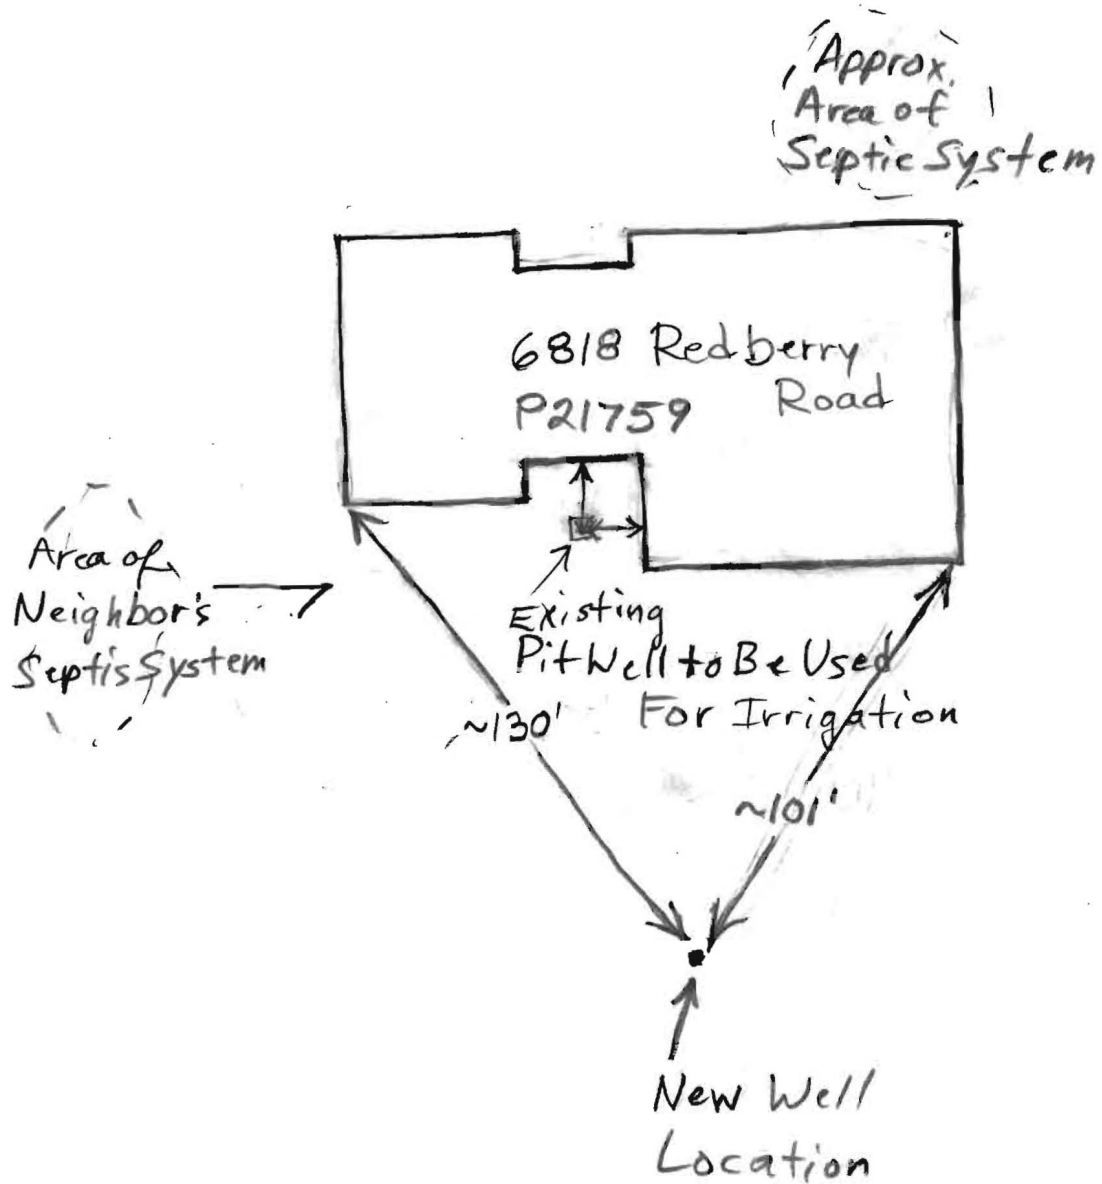 Approx.
Area of
Septic System
6818 Redberry
Road
P21759
Area of
Neighbor's
Septis System
Existing
Pit Well to Be Used
For Irrigation
~130'
~101'
New Well
Location